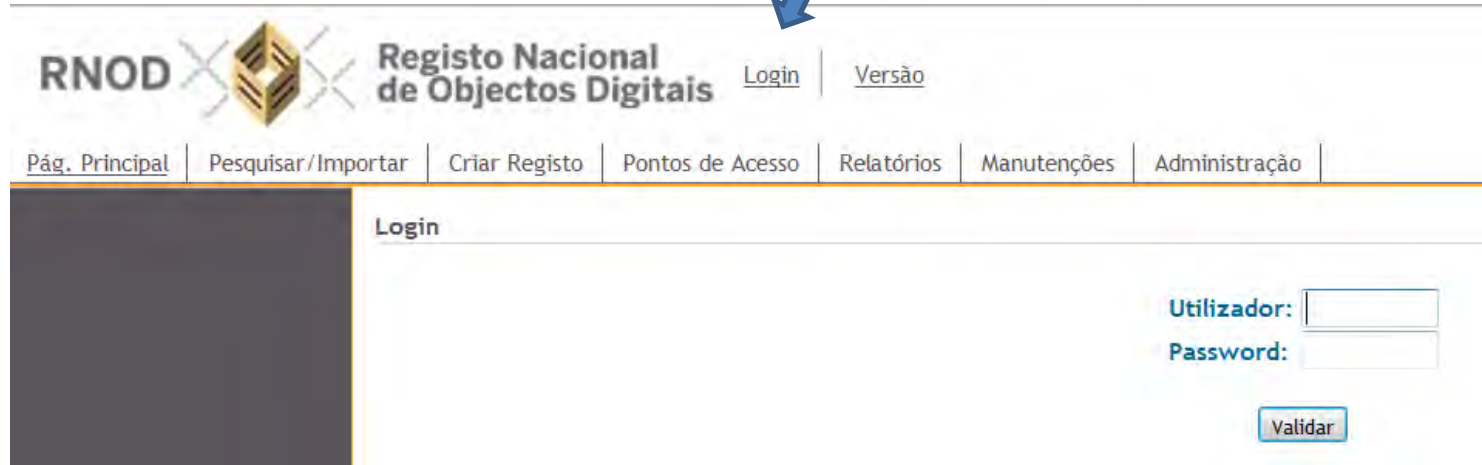 RNOD
Registo Nacional
de Objectos Digitais
Login
Versão
Pág. Principal
Pesquisar/Importar
Criar Registo
Pontos de Acesso
Relatórios
Manutenções
Administração
Login
Utilizador:
Password:
Validar